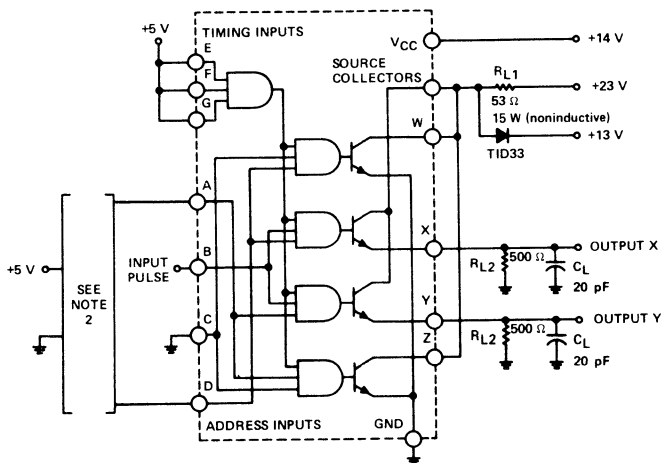 +5 V
TIMING INPUTS
E
F
G
VCC
+14 V
SOURCE
COLLECTORS
RL1
+23 V
53 Ω
15 W (noninductive)
W
+13 V
TID33
A
+5 V
SEE
NOTE
2
INPUT
PULSE
B
X
500 Ω
OUTPUT X
RL2
CL
20 pF
C
Y
500 Ω
OUTPUT Y
RL2
CL
20 pF
Z
D
ADDRESS INPUTS
GND